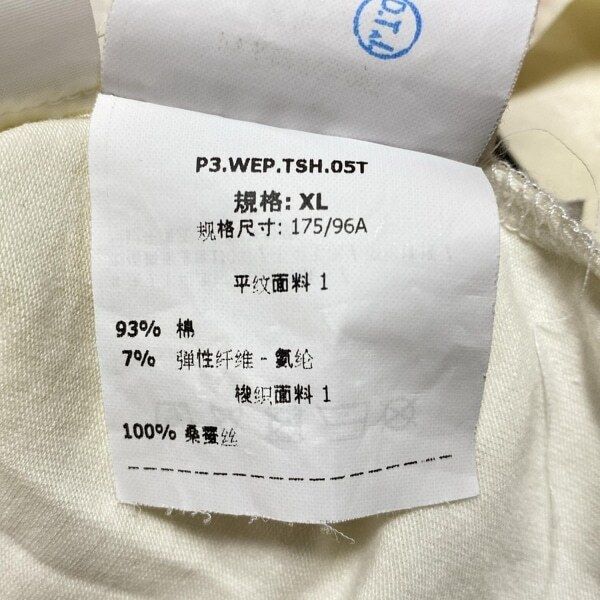 P3.WEP.TSH.05T
規格: XL
规格尺寸: 175/96A
平纹面料 1
93% 棉
7% 弹性纤维 - 氨纶
梭织面料 1
100% 桑蚕丝